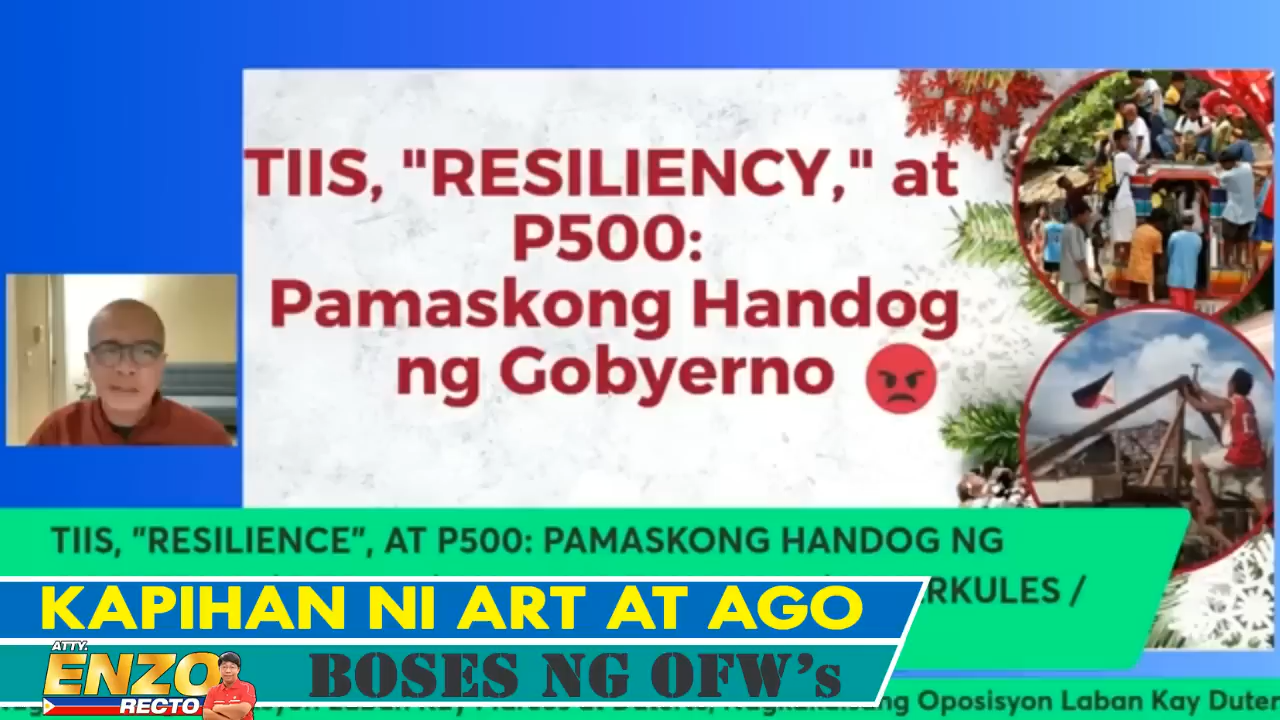 TIIS, "RESILIENCY," at
P500:
Pamaskong Handog
ng Gobyerno
TIIS, "RESILIENCE", AT P500: PAMASKONG HANDOG NG
RKULES /
KAPIHAN NI ART AT AGO
ATTY.
ENZO
RECTO
BOSES NG OFW's
Oposisyon Laban Kay Duter